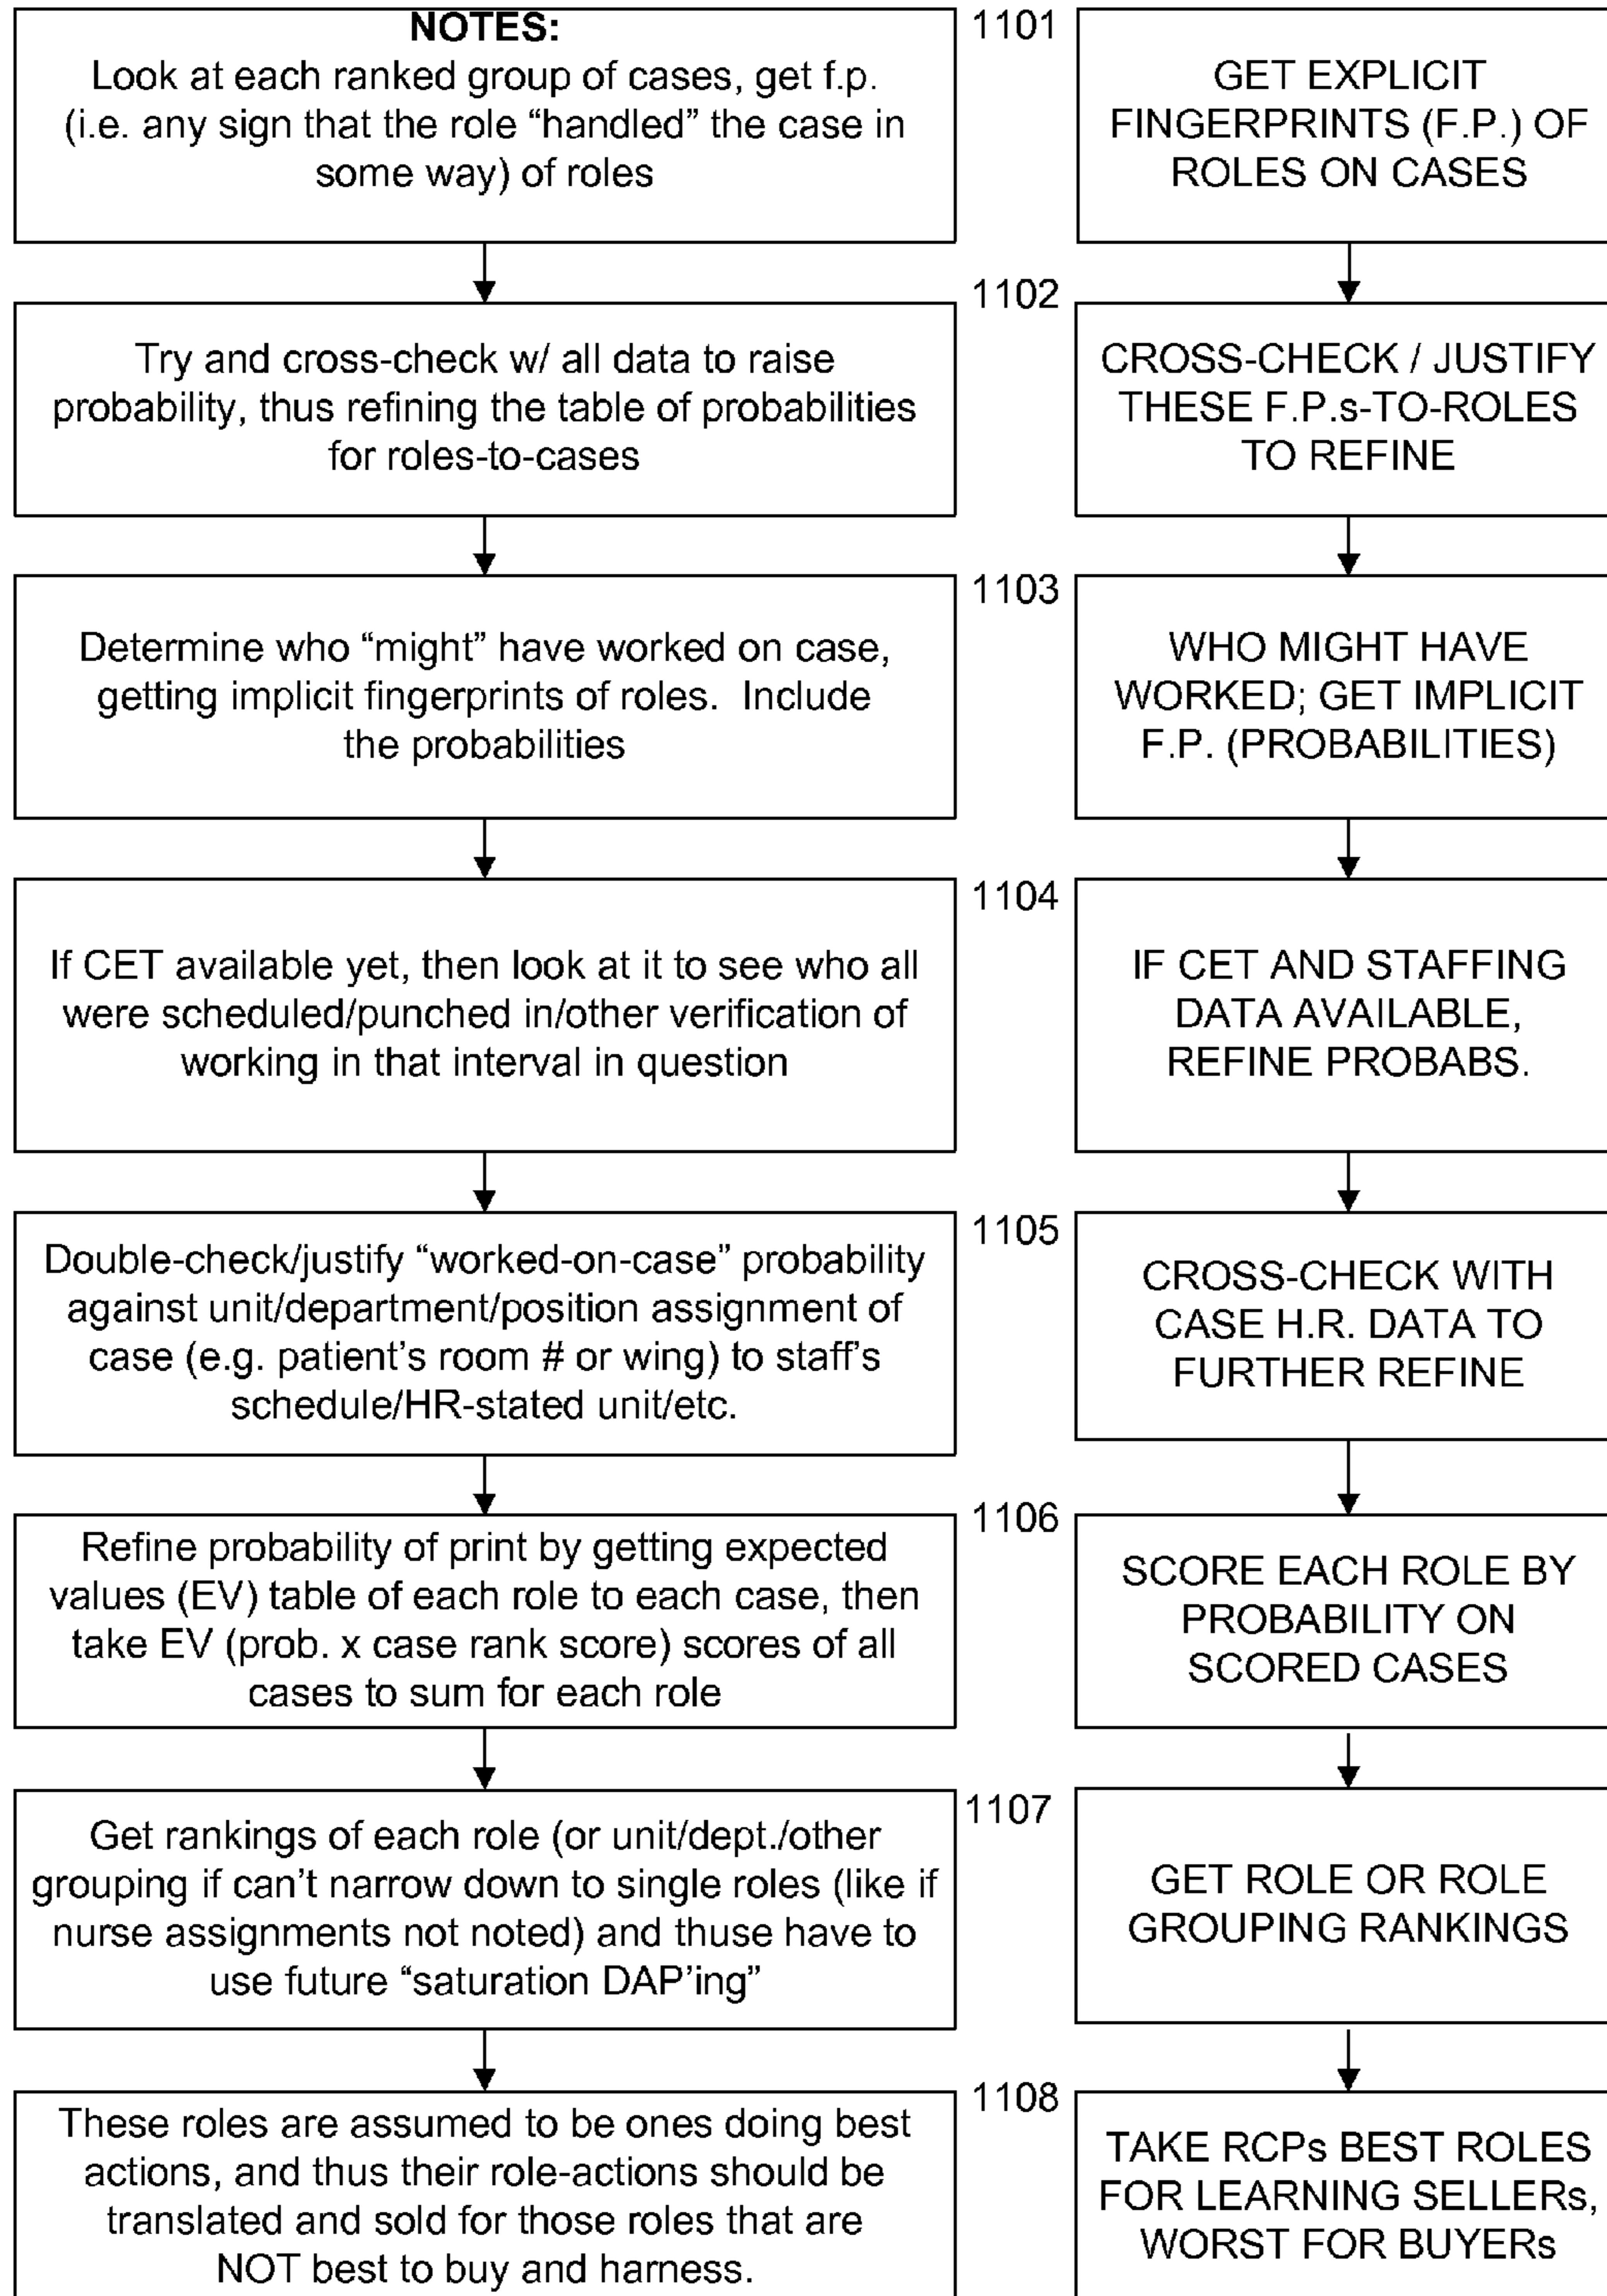 NOTES:
Look at each ranked group of cases, get f.p.
(i.e. any sign that the role “handled” the case in
some way) of roles
1101
GET EXPLICIT
FINGERPRINTS (F.P.) OF
ROLES ON CASES
Try and cross-check w/ all data to raise
probability, thus refining the table of probabilities
for roles-to-cases
1102
CROSS-CHECK / JUSTIFY
THESE F.P.s-TO-ROLES
TO REFINE
Determine who “might” have worked on case,
getting implicit fingerprints of roles. Include
the probabilities
1103
WHO MIGHT HAVE
WORKED; GET IMPLICIT
F.P. (PROBABILITIES)
If CET available yet, then look at it to see who all
were scheduled/punched in/other verification of
working in that interval in question
1104
IF CET AND STAFFING
DATA AVAILABLE,
REFINE PROBABS.
Double-check/justify “worked-on-case” probability
against unit/department/position assignment of
case (e.g. patient’s room # or wing) to staff’s
schedule/HR-stated unit/etc.
1105
CROSS-CHECK WITH
CASE H.R. DATA TO
FURTHER REFINE
Refine probability of print by getting expected
values (EV) table of each role to each case, then
take EV (prob. x case rank score) scores of all
cases to sum for each role
1106
SCORE EACH ROLE BY
PROBABILITY ON
SCORED CASES
Get rankings of each role (or unit/dept./other
grouping if can’t narrow down to single roles (like if
nurse assignments not noted) and thuse have to
use future “saturation DAP’ing”
1107
GET ROLE OR ROLE
GROUPING RANKINGS
These roles are assumed to be ones doing best
actions, and thus their role-actions should be
translated and sold for those roles that are
NOT best to buy and harness.
1108
TAKE RCPs BEST ROLES
FOR LEARNING SELLERs,
WORST FOR BUYERs